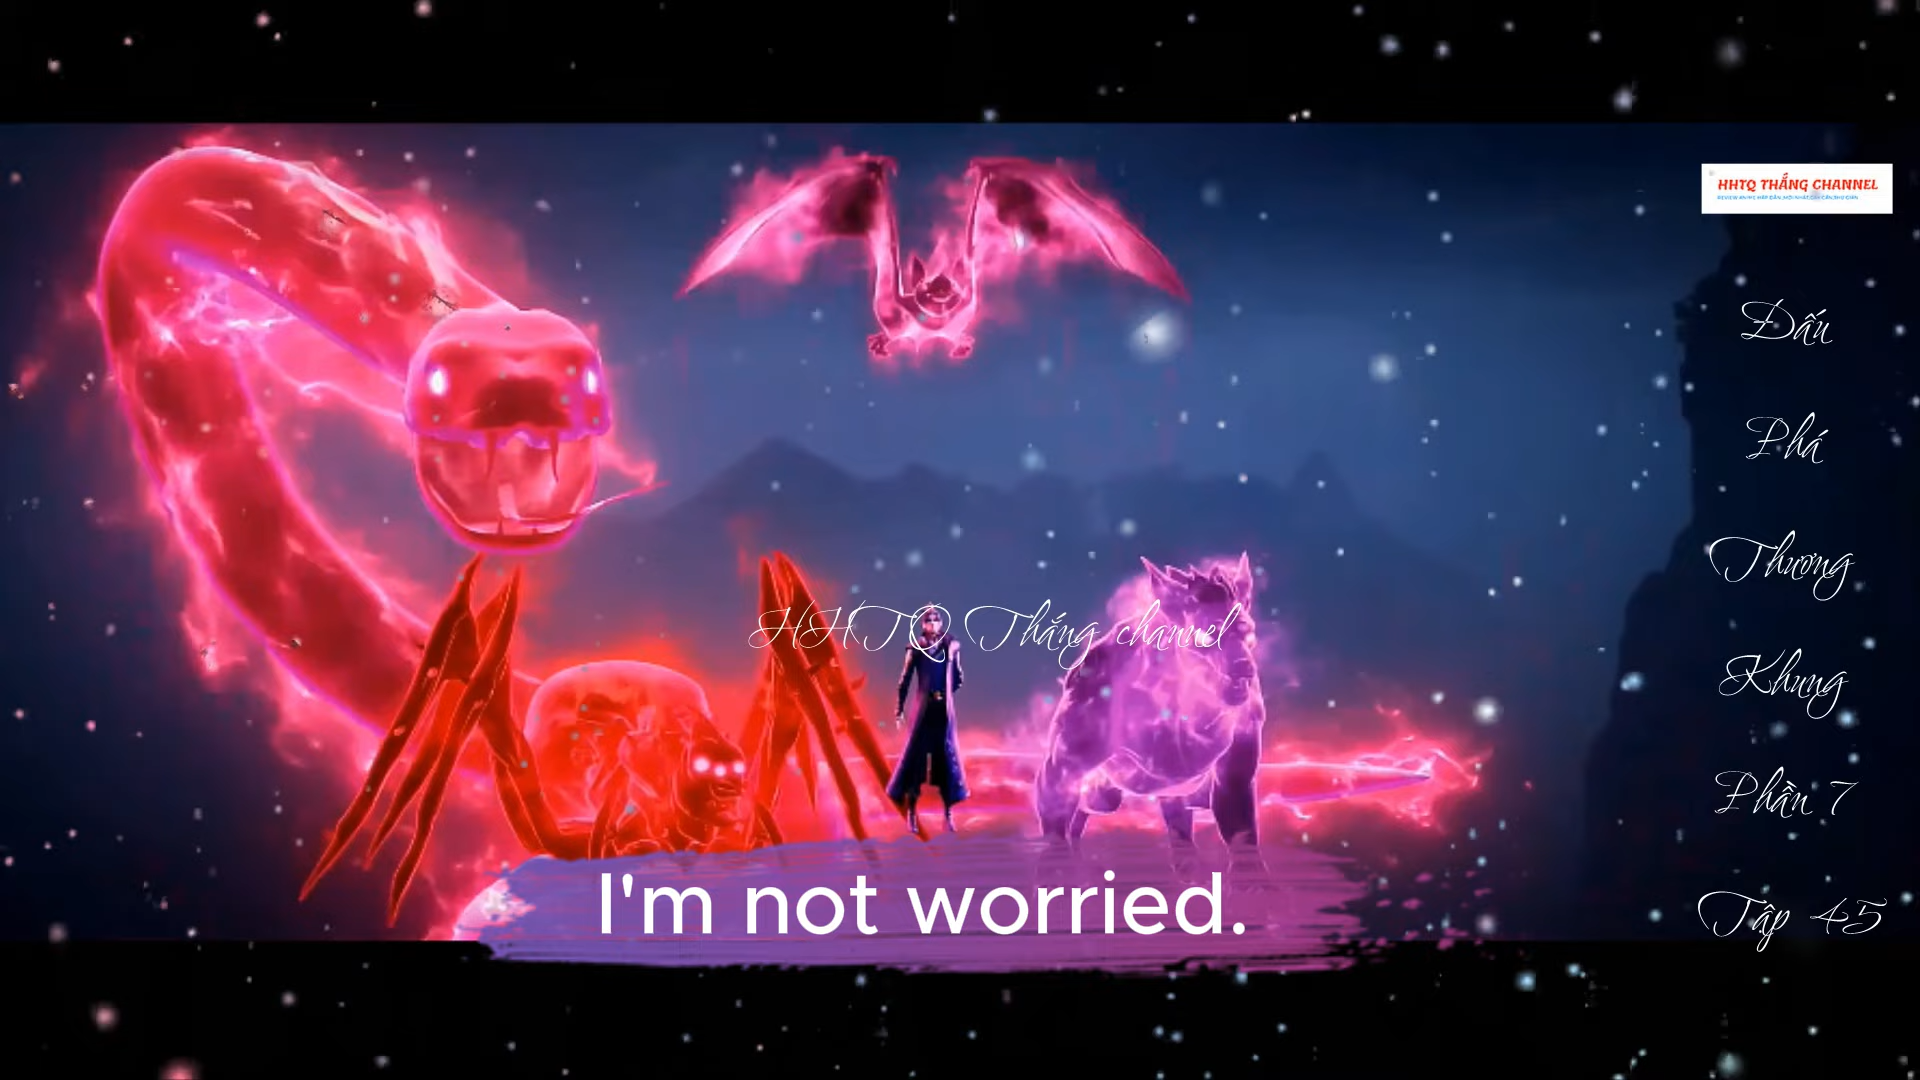 HHTQ THẮNG CHANNEL
Đấu
Phá
Thương
Khung
Phần 7
Tập 45
HHTQ Thắng channel
I'm not worried.